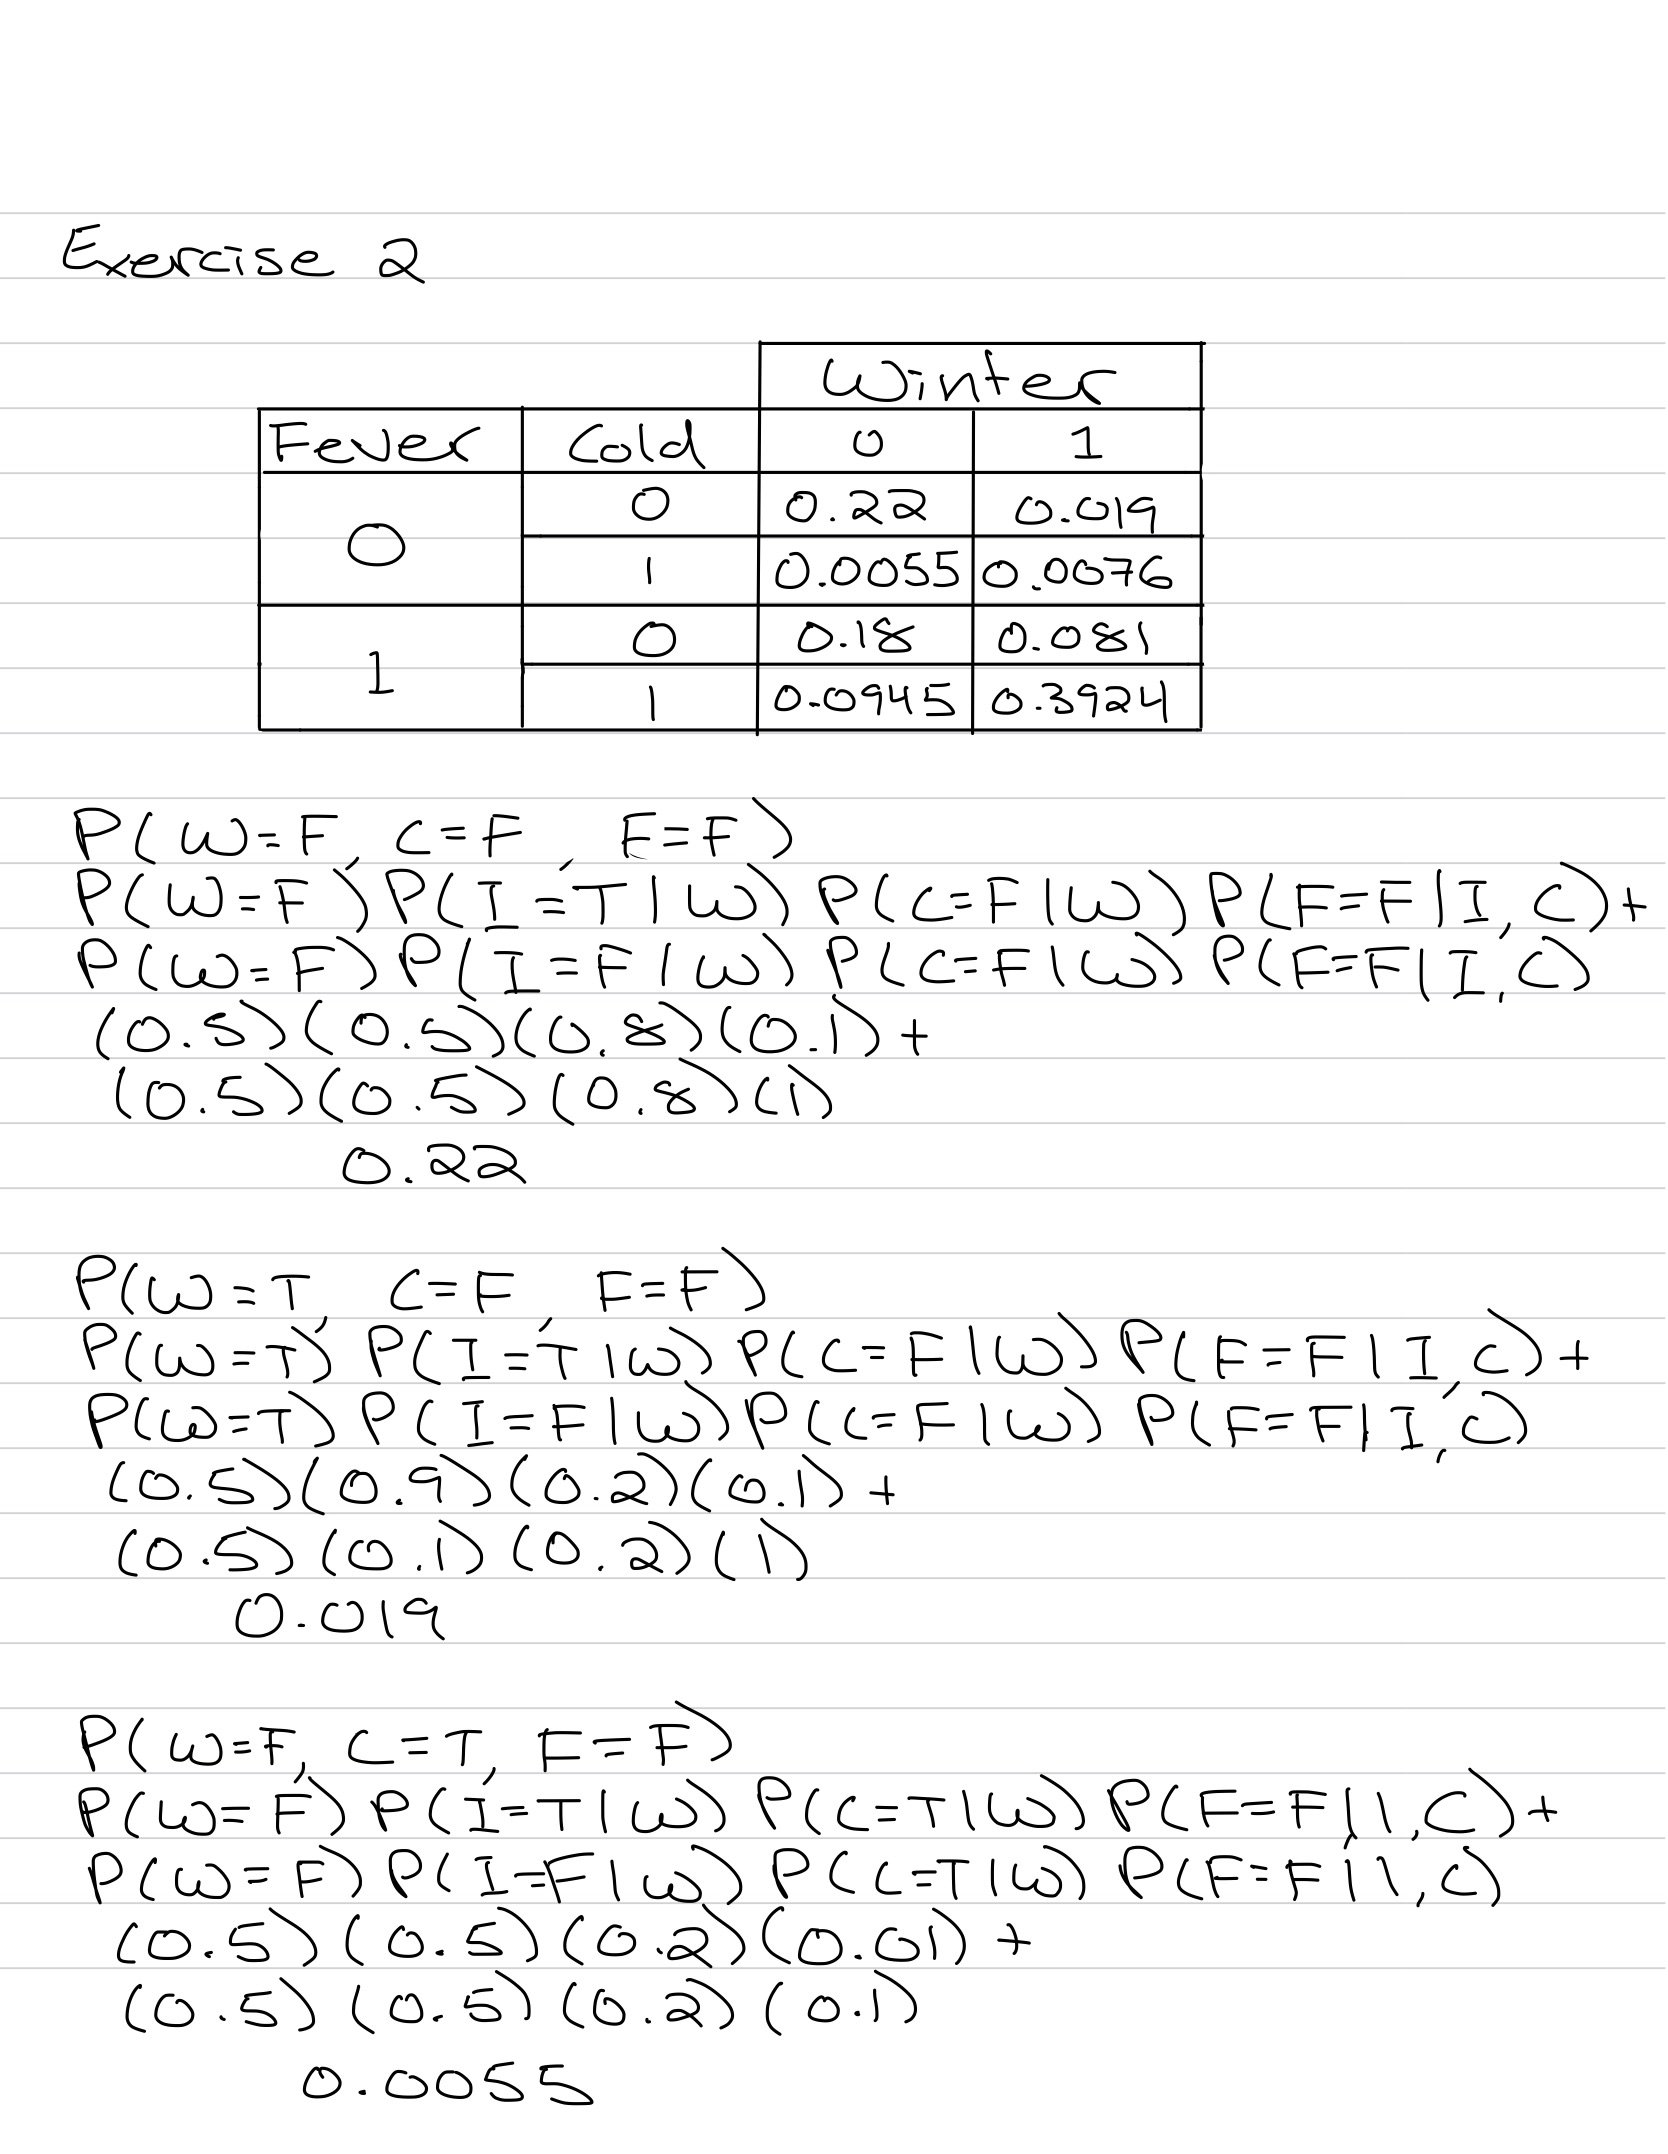 Exercise 2
Winter
Fever Cold 0 1
0 0 0.22 0.019
1 0.0055 0.0076
1 0 0.18 0.081
1 0.0945 0.3924
P(W=F, C=F, F=F)
P(W=F)P(I=T|W)P(C=F|W)P(F=F|I,C)+
P(W=F)P(I=F|W)P(C=F|W)P(F=F|I,C)
(0.5)(0.5)(0.8)(0.1)+
(0.5)(0.5)(0.8)(1)
0.22
P(W=T, C=F, F=F)
P(W=T)P(I=T|W)P(C=F|W)P(F=F|I,C)+
P(W=T)P(I=F|W)P(C=F|W)P(F=F|I,C)
(0.5)(0.9)(0.2)(0.1)+
(0.5)(0.1)(0.2)(1)
0.019
P(W=F, C=T, F=F)
P(W=F)P(I=T|W)P(C=T|W)P(F=F|I,C)+
P(W=F)P(I=F|W)P(C=T|W)P(F=F|I,C)
(0.5)(0.5)(0.2)(0.01)+
(0.5)(0.5)(0.2)(0.1)
0.0055